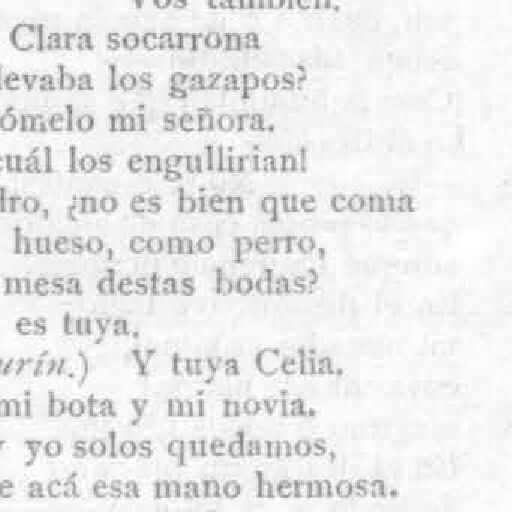 Vos también.
Clara socarrona
levaba los gazapos?
ómelo mi señora.
cuál los engullirian!
dro, ¿no es bien que coma
hueso, como perro,
mesa destas bodas?
es tuya.
urín.) Y tuya Celia.
mi bota y mi novia.
y yo solos quedamos,
e acá esa mano hermosa.